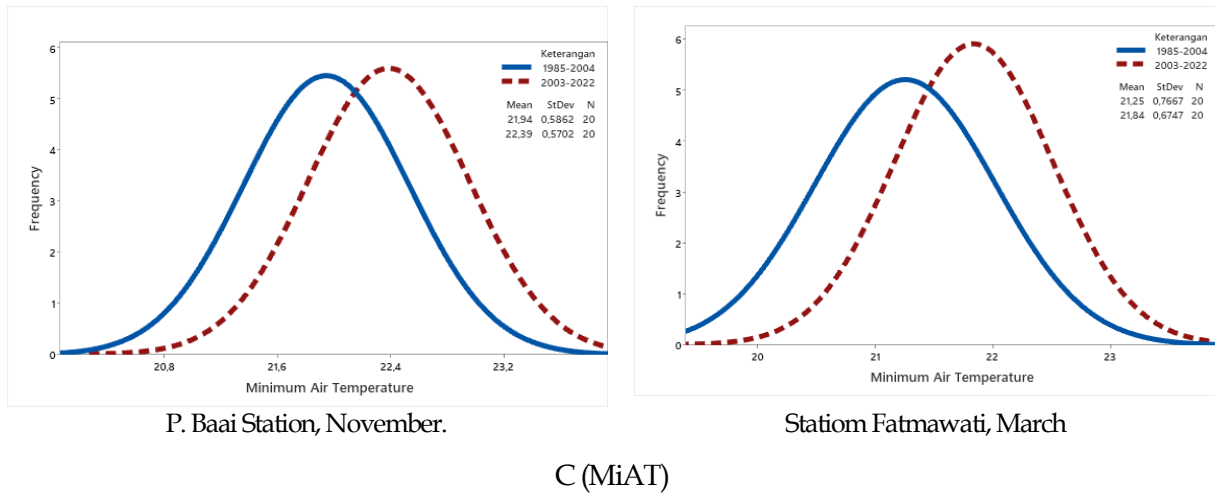 6
5
4
3
2
1
0
Frequency
Keterangan
1985-2004
2003-2022
Mean StDev N
21,94 0,5862 20
22,39 0,5702 20
20,8 21,6 22,4 23,2
Minimum Air Temperature
P. Baai Station, November.
6
5
4
3
2
1
0
Frequency
Keterangan
1985-2004
2003-2022
Mean StDev N
21,25 0,7667 20
21,84 0,6747 20
20 21 22 23
Minimum Air Temperature
Statiom Fatmawati, March
C (MiAT)